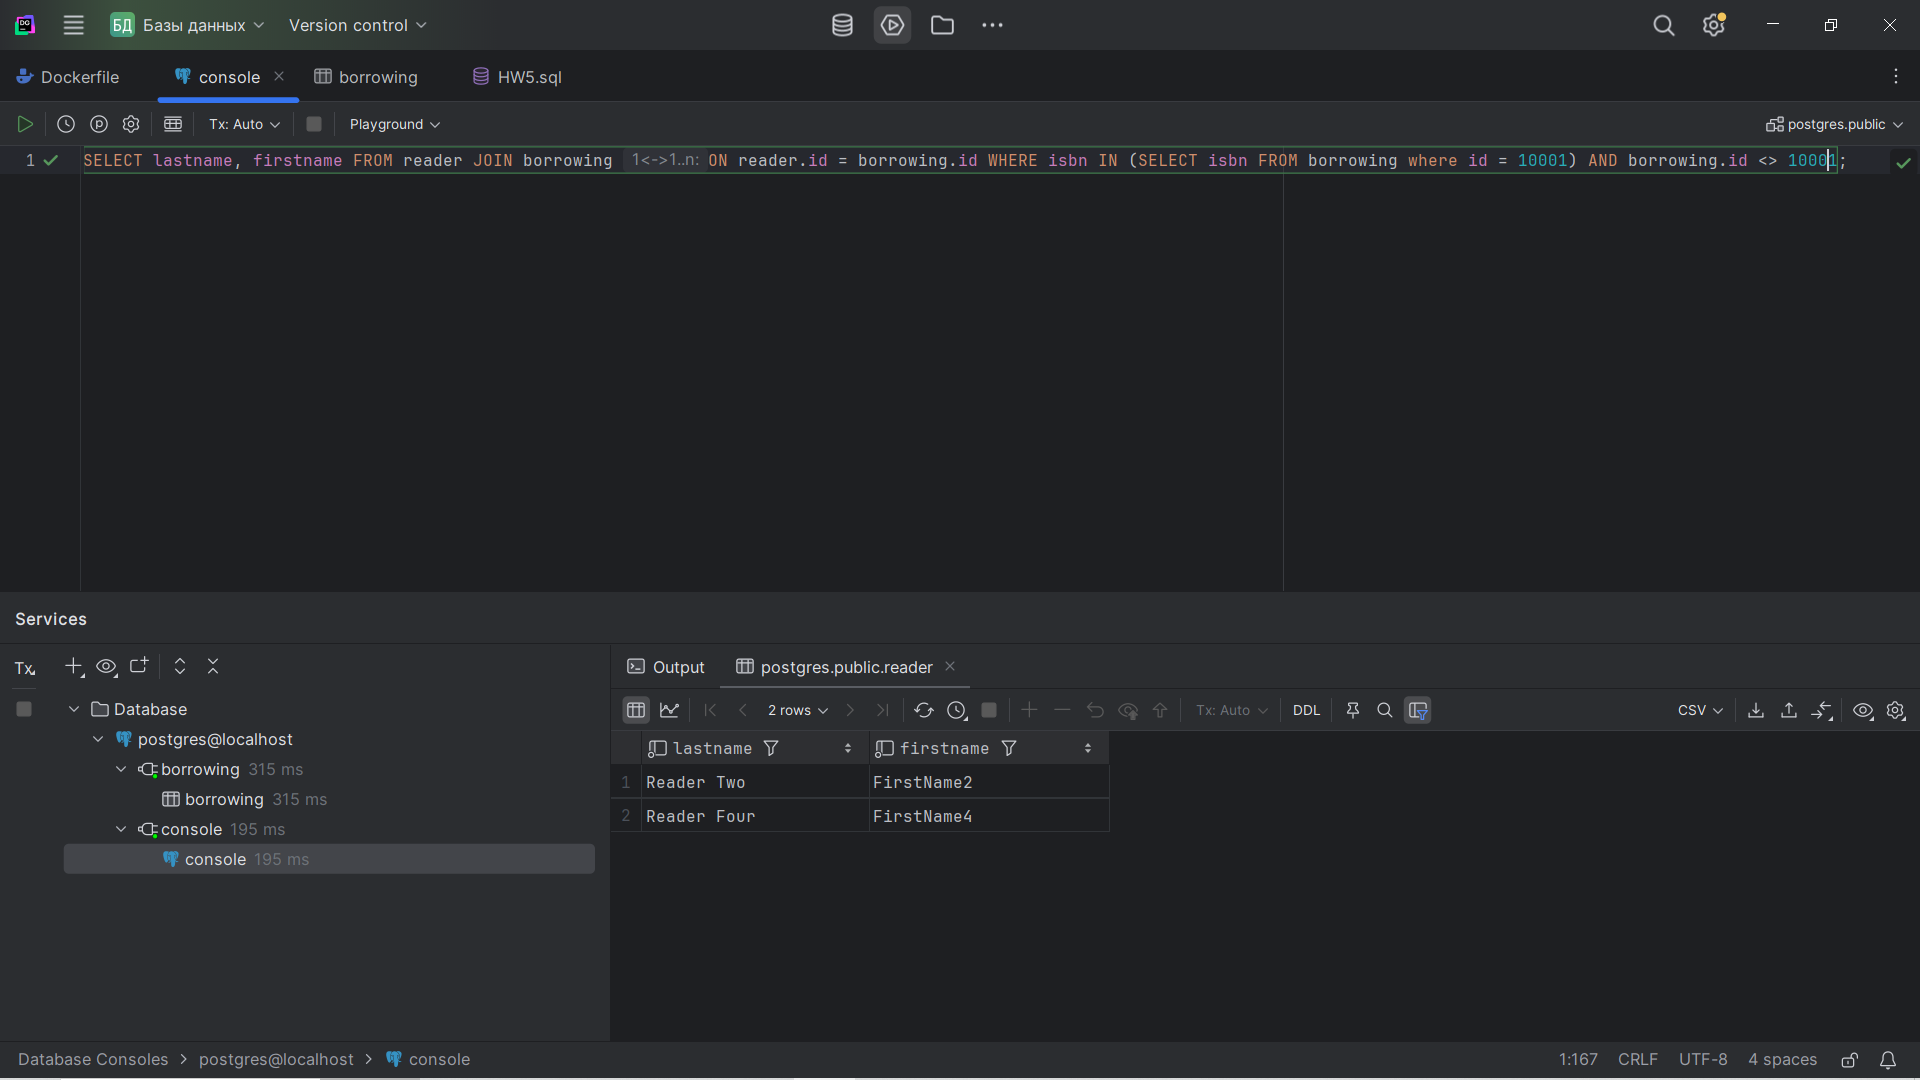 БД Базы данных Version control
Dockerfile console borrowing HW5.sql
Tx: Auto Playground postgres.public
1 SELECT lastname, firstname FROM reader JOIN borrowing 1<->1..n: ON reader.id = borrowing.id WHERE isbn IN (SELECT isbn FROM borrowing where id = 10001) AND borrowing.id <> 10001;
Services
Tx Output postgres.public.reader
Database 2 rows Tx: Auto DDL CSV
postgres@localhost lastname firstname
borrowing 315 ms 1 Reader Two FirstName2
borrowing 315 ms 2 Reader Four FirstName4
console 195 ms
console 195 ms
Database Consoles > postgres@localhost > console 1:167 CRLF UTF-8 4 spaces